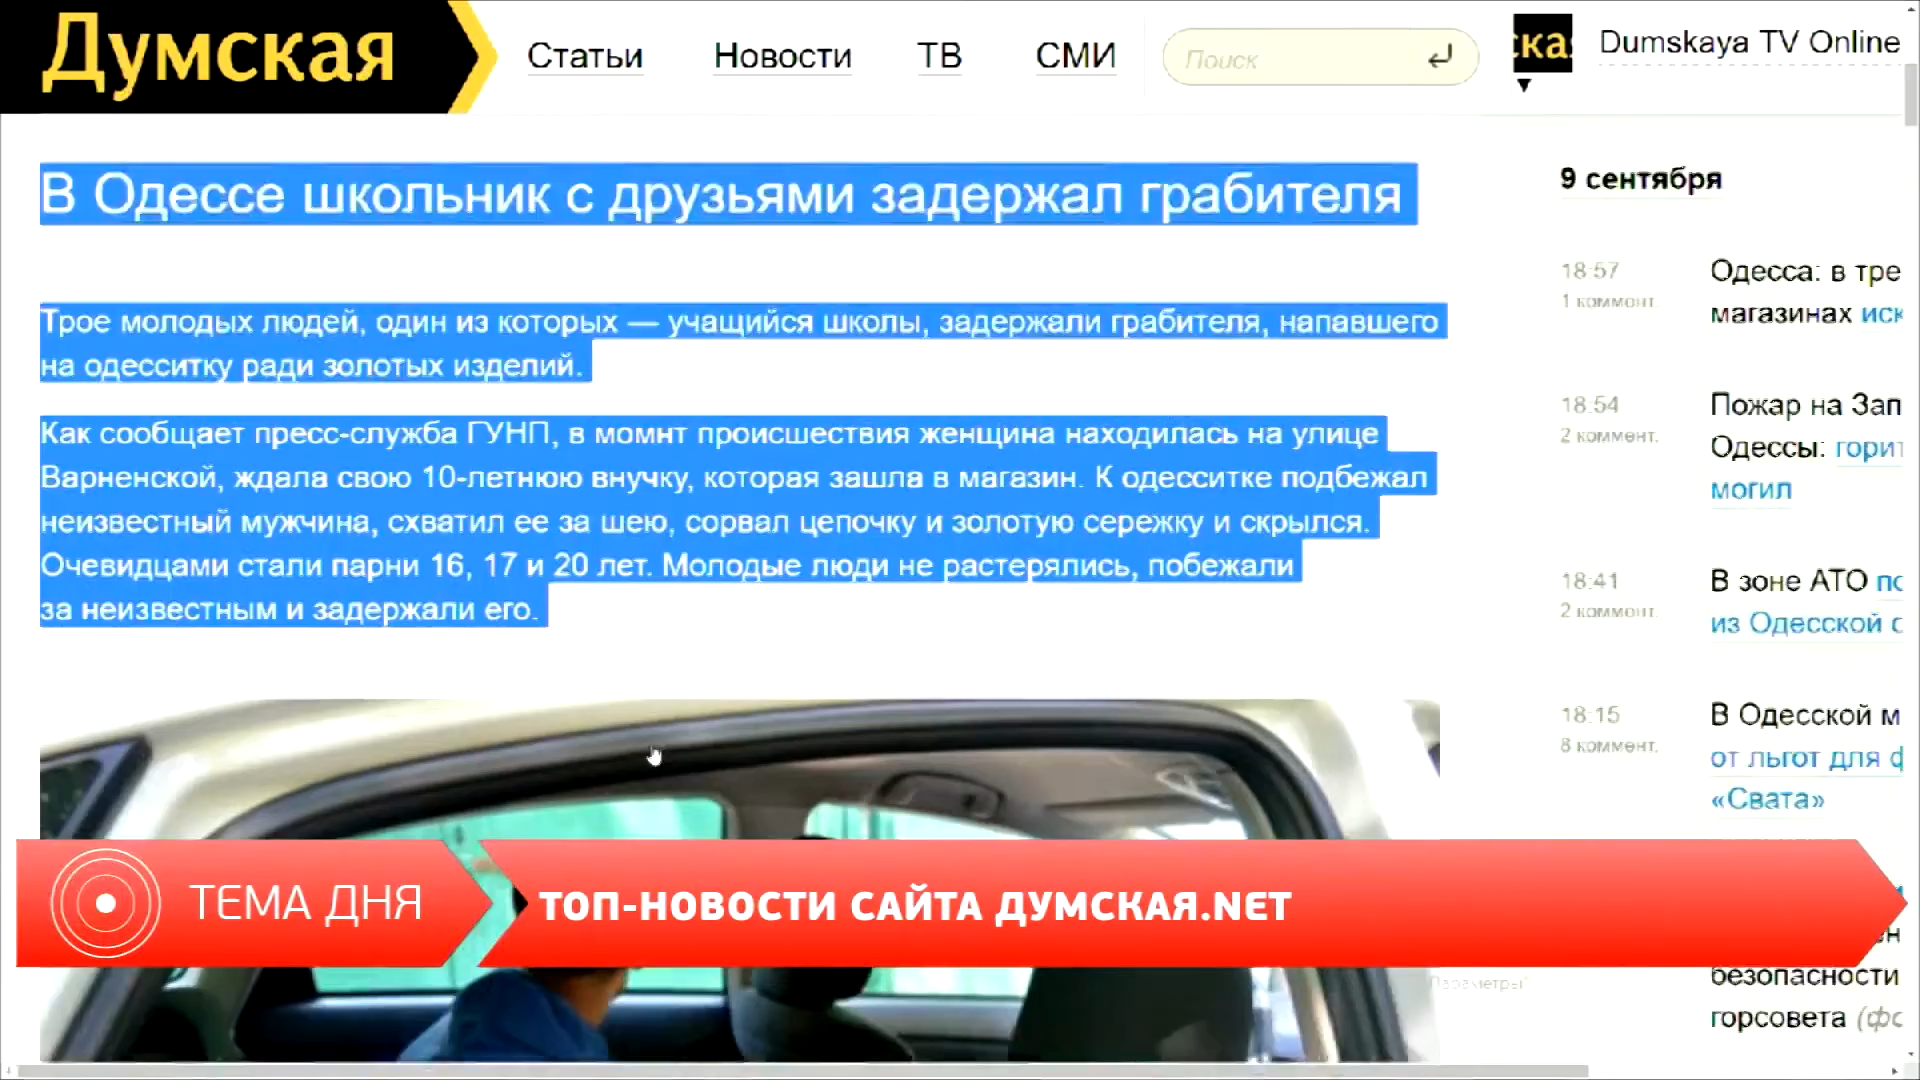 Думская
Статьи Новости ТВ СМИ Поиск Dumskaya TV Online
В Одессе школьник с друзьями задержал грабителя
Трое молодых людей, один из которых — учащийся школы, задержали грабителя, напавшего
на одесситку ради золотых изделий.
Как сообщает пресс-служба ГУНП, в момнт происшествия женщина находилась на улице
Варненской, ждала свою 10-летнюю внучку, которая зашла в магазин. К одесситке подбежал
неизвестный мужчина, схватил ее за шею, сорвал цепочку и золотую сережку и скрылся.
Очевидцами стали парни 16, 17 и 20 лет. Молодые люди не растерялись, побежали
за неизвестным и задержали его.
9 сентября
18:57 Одесса: в тре
1 коммент. магазинах иск
18:54 Пожар на Зап
2 коммент. Одессы: горит
могил
18:41 В зоне АТО по
2 коммент. из Одесской с
18:15 В Одесской м
8 коммент. от льгот для ф
«Свата»
ТЕМА ДНЯ ТОП-НОВОСТИ САЙТА ДУМСКАЯ.NET
Параметры
безопасности
горсовета (фо